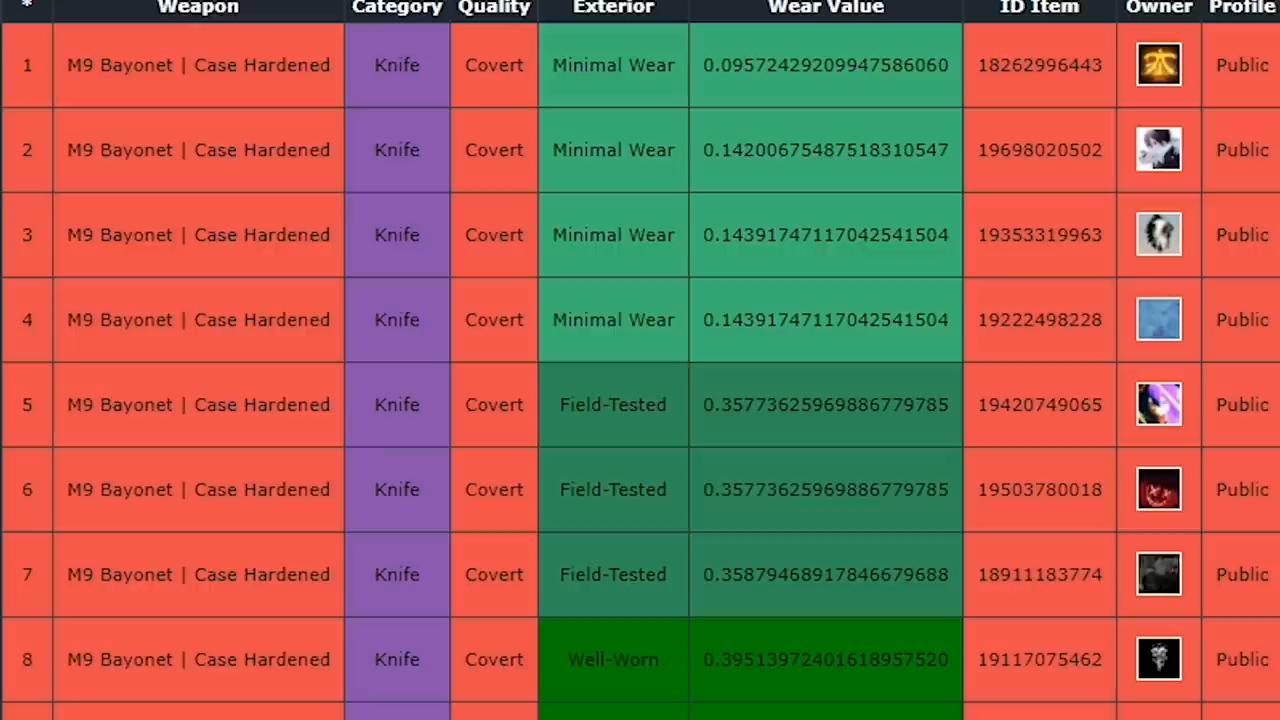 * Weapon Category Quality Exterior Wear Value ID Item Owner Profile
1 M9 Bayonet | Case Hardened Knife Covert Minimal Wear 0.09572429209947586060 18262996443 Public
2 M9 Bayonet | Case Hardened Knife Covert Minimal Wear 0.14200675487518310547 19698020502 Public
3 M9 Bayonet | Case Hardened Knife Covert Minimal Wear 0.14391747117042541504 19353319963 Public
4 M9 Bayonet | Case Hardened Knife Covert Minimal Wear 0.14391747117042541504 19222498228 Public
5 M9 Bayonet | Case Hardened Knife Covert Field-Tested 0.35773625969886779785 19420749065 Public
6 M9 Bayonet | Case Hardened Knife Covert Field-Tested 0.35773625969886779785 19503780018 Public
7 M9 Bayonet | Case Hardened Knife Covert Field-Tested 0.35879468917846679688 18911183774 Public
8 M9 Bayonet | Case Hardened Knife Covert Well-Worn 0.39513972401618957520 19117075462 Public